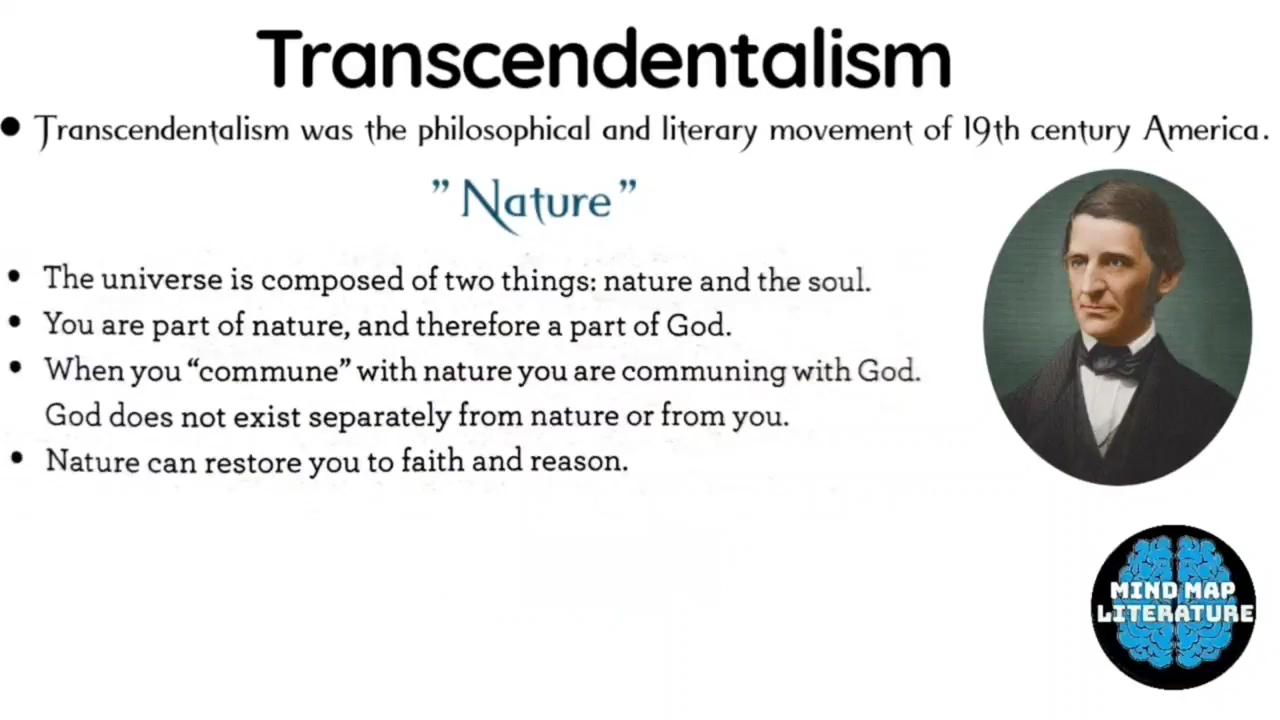 Transcendentalism
• Transcendentalism was the philosophical and literary movement of 19th century America.
” Nature ”
• The universe is composed of two things: nature and the soul.
• You are part of nature, and therefore a part of God.
• When you “commune” with nature you are communing with God.
God does not exist separately from nature or from you.
• Nature can restore you to faith and reason.
MIND MAP
LITERATURE